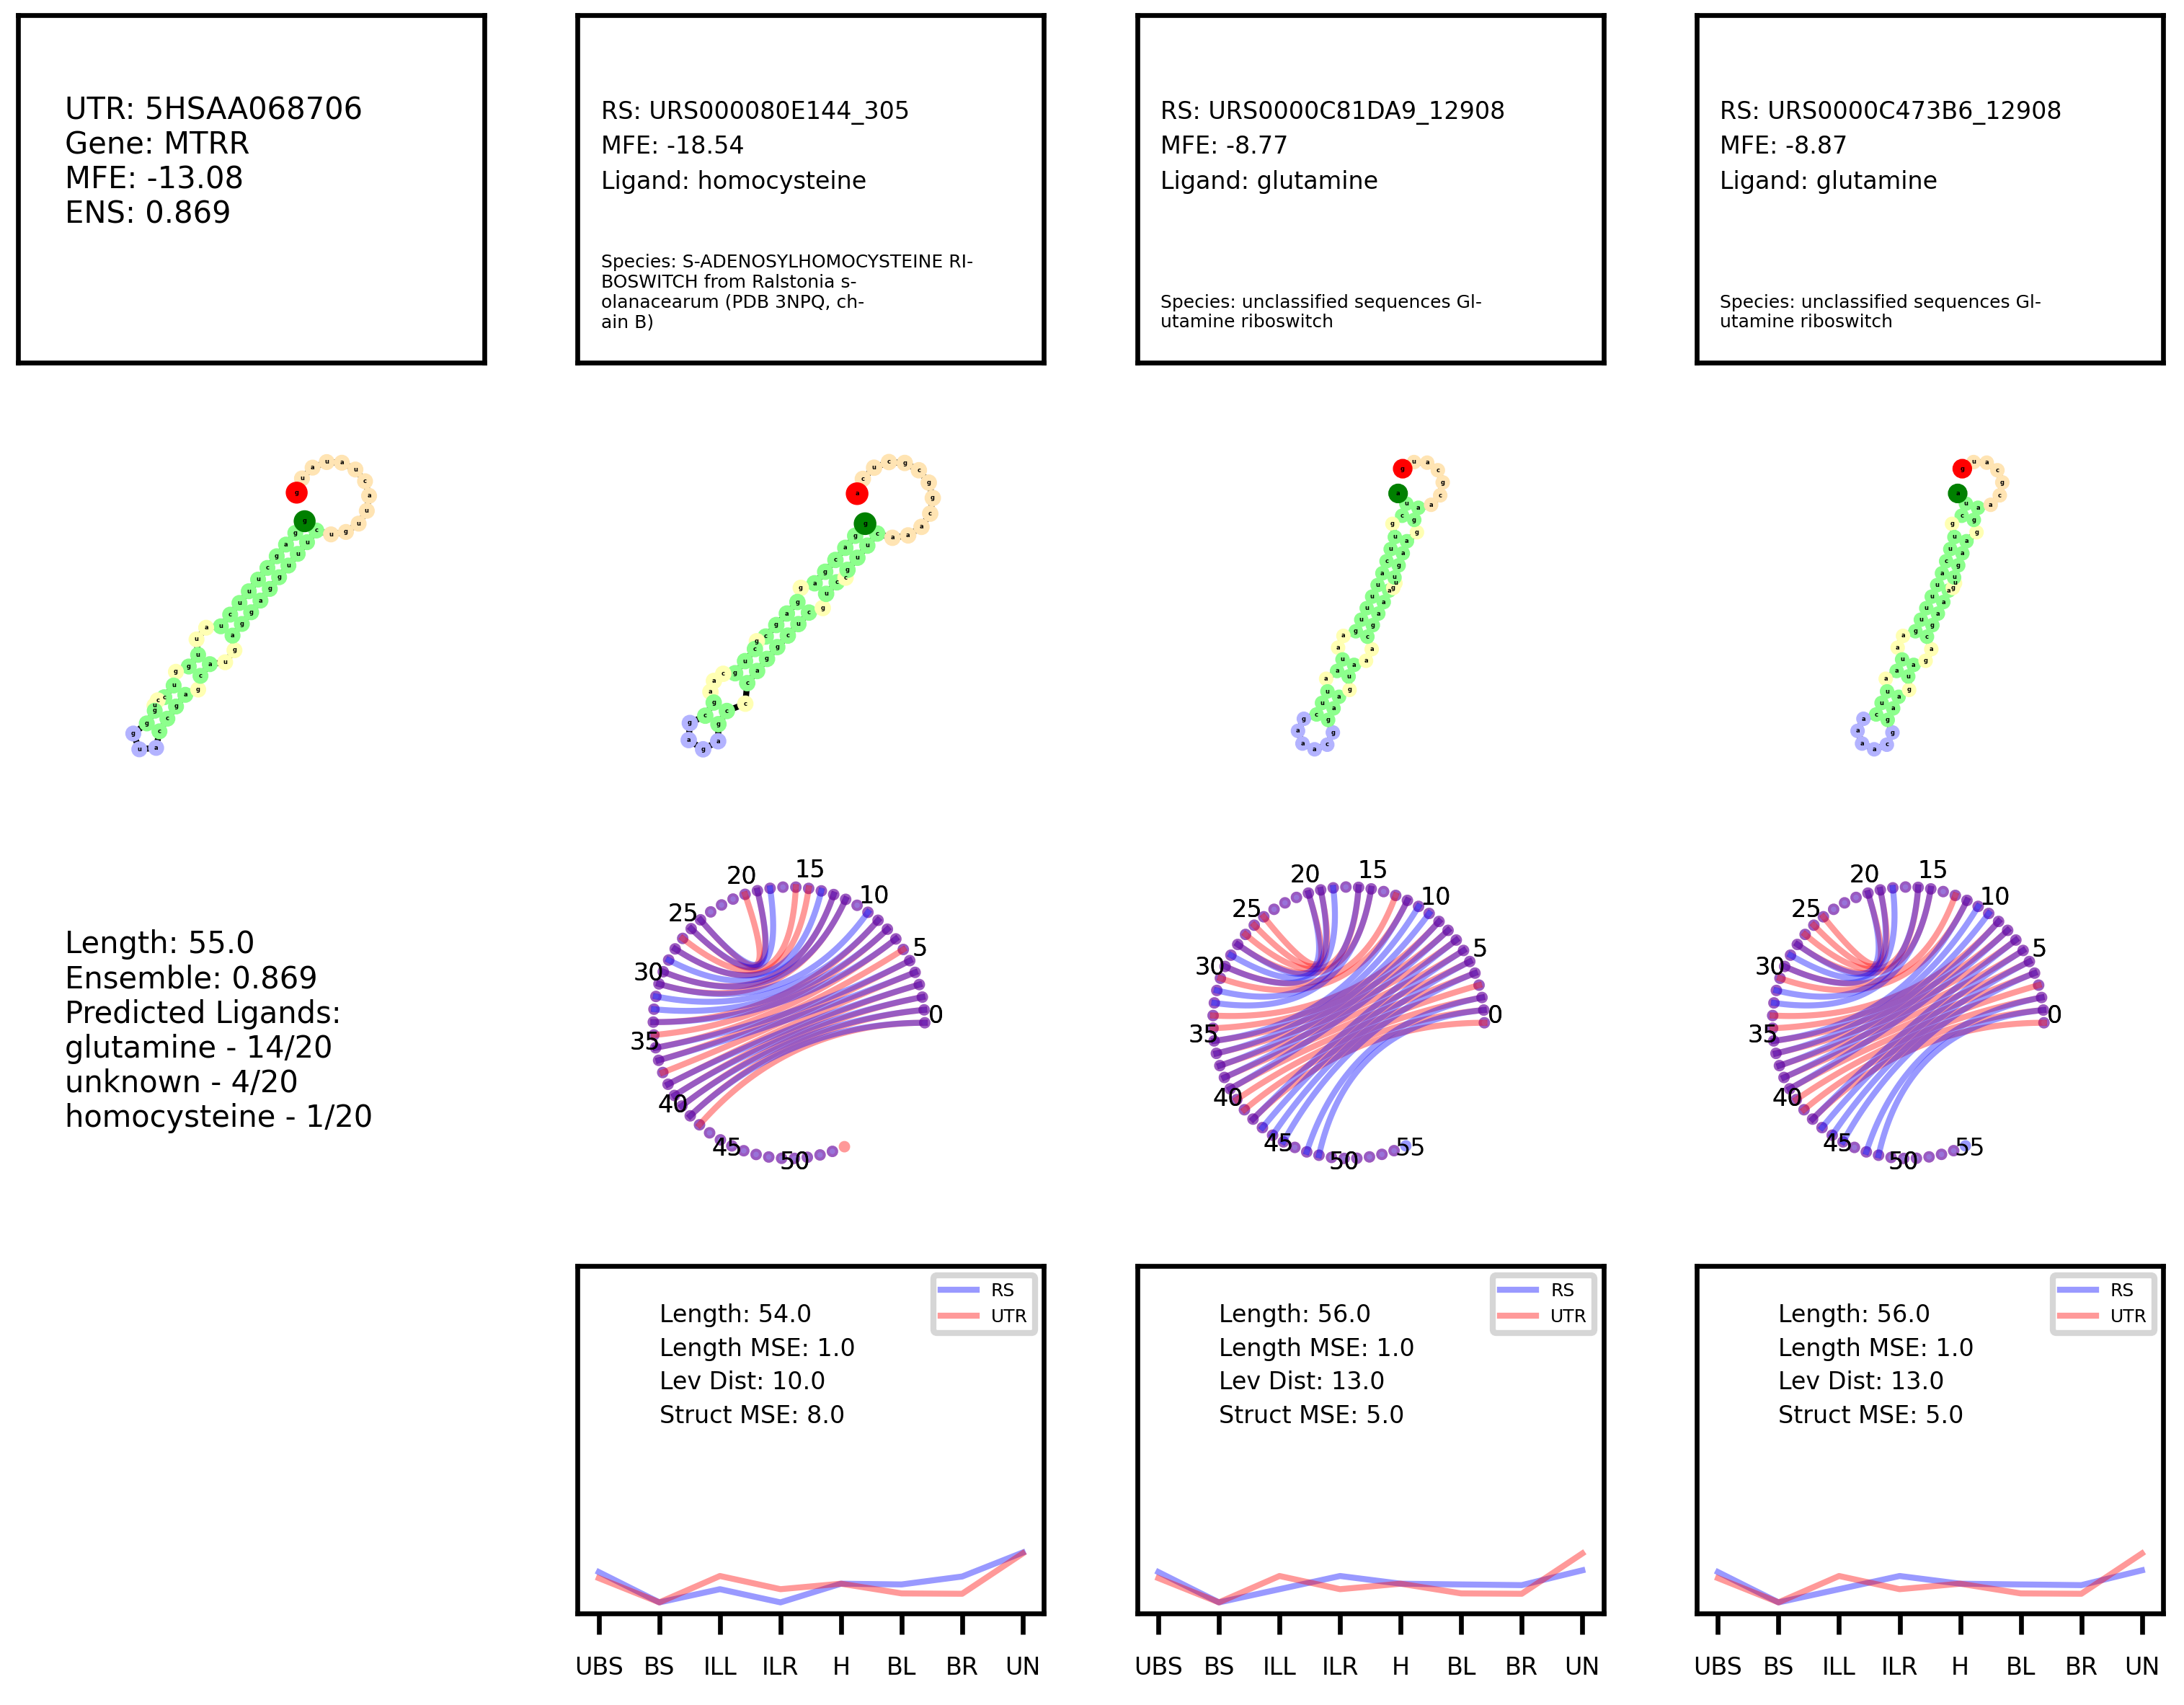 UTR: 5HSAA068706
Gene: MTRR
MFE: -13.08
ENS: 0.869
RS: URS000080E144_305
MFE: -18.54
Ligand: homocysteine
Species: S-ADENOSYLHOMOCYSTEINE RI-
BOSWITCH from Ralstonia s-
olanacearum (PDB 3NPQ, ch-
ain B)
RS: URS0000C81DA9_12908
MFE: -8.77
Ligand: glutamine
Species: unclassified sequences Gl-
utamine riboswitch
RS: URS0000C473B6_12908
MFE: -8.87
Ligand: glutamine
Species: unclassified sequences Gl-
utamine riboswitch
Length: 55.0
Ensemble: 0.869
Predicted Ligands:
glutamine - 14/20
unknown - 4/20
homocysteine - 1/20
0
5
10
15
20
25
30
35
40
45
50
0
5
10
15
20
25
30
35
40
45
50
55
0
5
10
15
20
25
30
35
40
45
50
55
Length: 54.0
Length MSE: 1.0
Lev Dist: 10.0
Struct MSE: 8.0
RS
UTR
UBS BS ILL ILR H BL BR UN
Length: 56.0
Length MSE: 1.0
Lev Dist: 13.0
Struct MSE: 5.0
RS
UTR
UBS BS ILL ILR H BL BR UN
Length: 56.0
Length MSE: 1.0
Lev Dist: 13.0
Struct MSE: 5.0
RS
UTR
UBS BS ILL ILR H BL BR UN